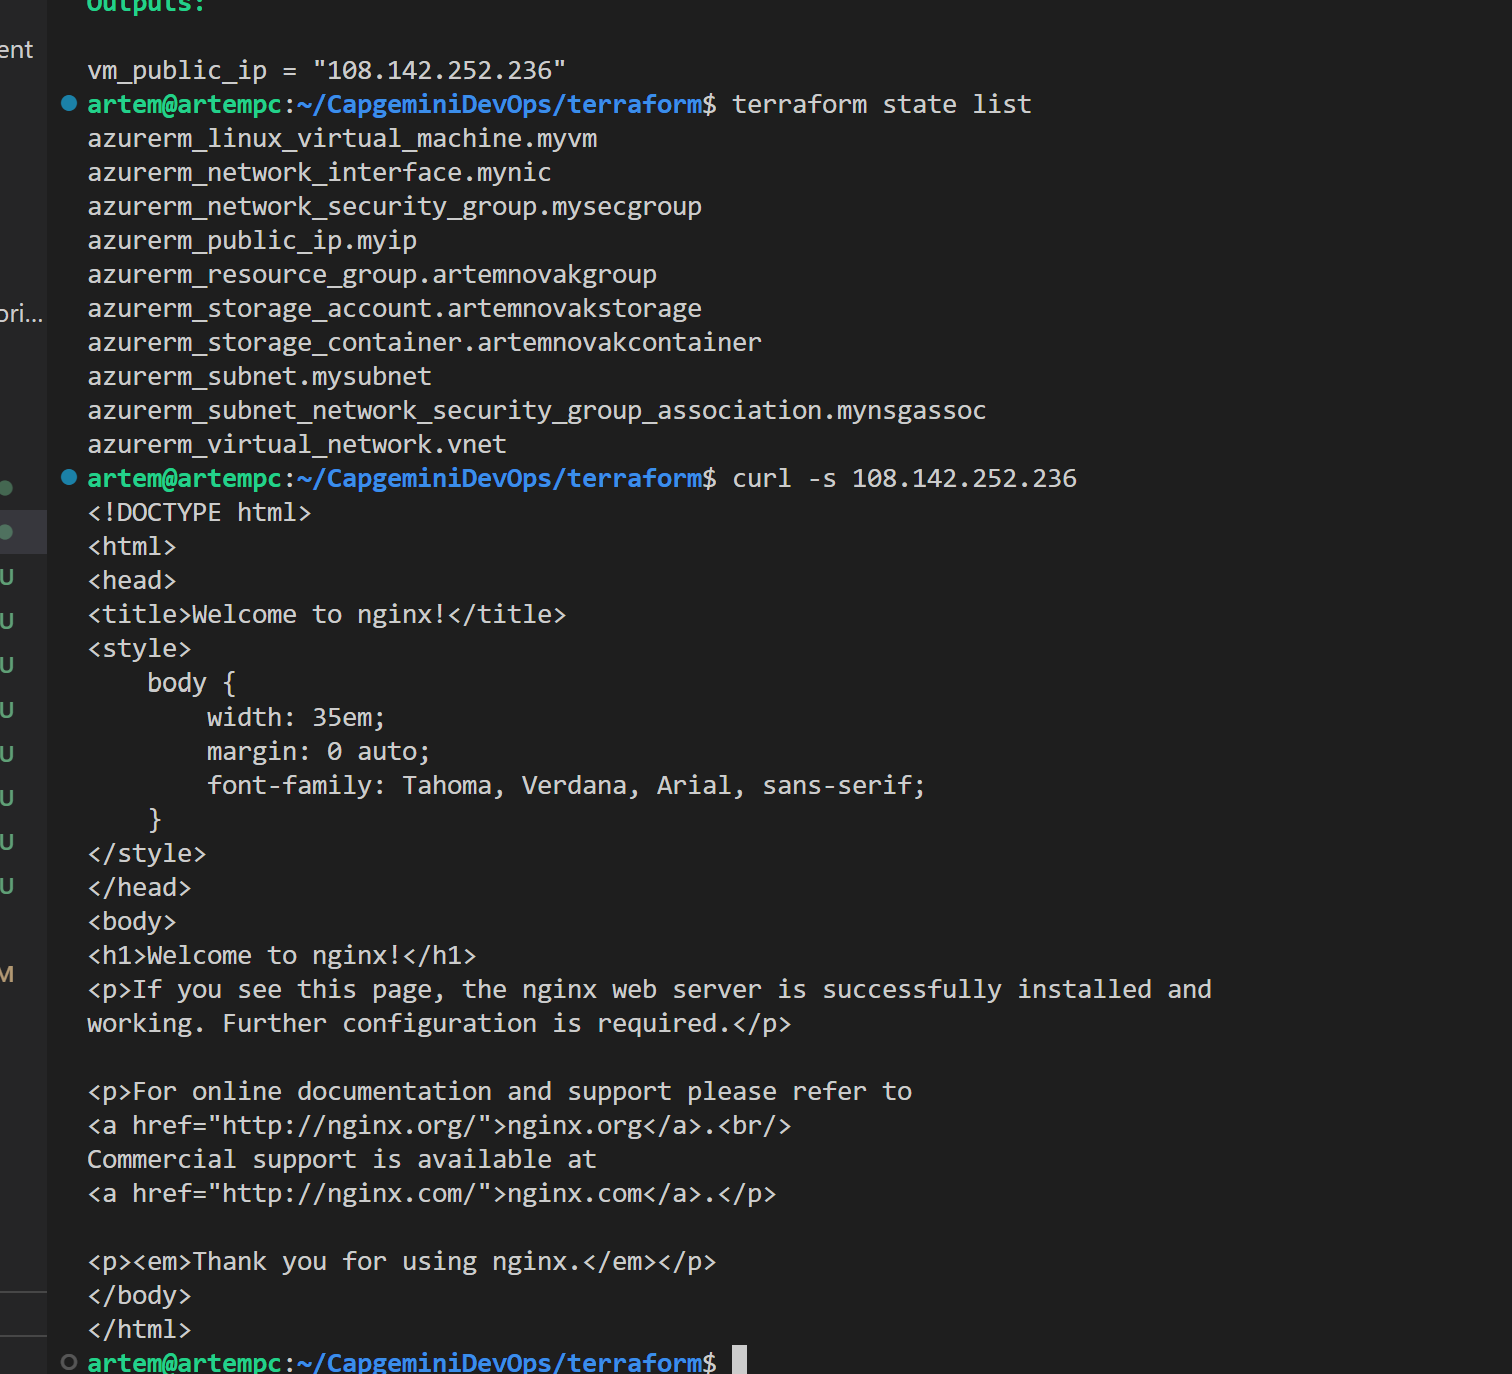 Outputs:
ent
vm_public_ip = "108.142.252.236"
artem@artempc:~/CapgeminiDevOps/terraform$ terraform state list
azurerm_linux_virtual_machine.myvm
azurerm_network_interface.mynic
azurerm_network_security_group.mysecgroup
azurerm_public_ip.myip
azurerm_resource_group.artemnovakgroup
azurerm_storage_account.artemnovakstorage
ori...
azurerm_storage_container.artemnovakcontainer
azurerm_subnet.mysubnet
azurerm_subnet_network_security_group_association.mynsgassoc
azurerm_virtual_network.vnet
artem@artempc:~/CapgeminiDevOps/terraform$ curl -s 108.142.252.236
<!DOCTYPE html>
<html>
<head>
<title>Welcome to nginx!</title>
<style>
    body {
        width: 35em;
        margin: 0 auto;
        font-family: Tahoma, Verdana, Arial, sans-serif;
    }
</style>
</head>
<body>
<h1>Welcome to nginx!</h1>
<p>If you see this page, the nginx web server is successfully installed and
working. Further configuration is required.</p>

<p>For online documentation and support please refer to
<a href="http://nginx.org/">nginx.org</a>.<br/>
Commercial support is available at
<a href="http://nginx.com/">nginx.com</a>.</p>

<p><em>Thank you for using nginx.</em></p>
</body>
</html>
artem@artempc:~/CapgeminiDevOps/terraform$
U
U
U
U
U
U
U
U
M